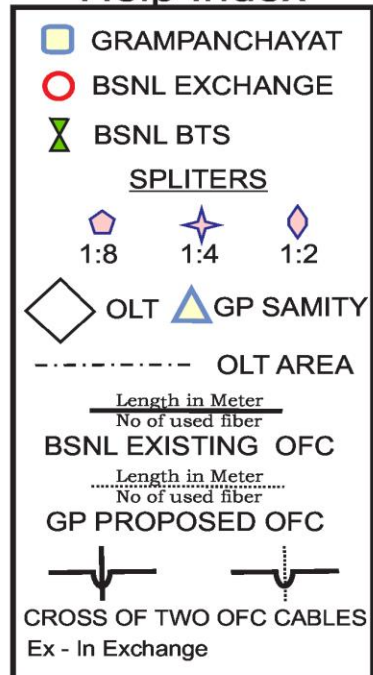 Help Index
GRAMPANCHAYAT
BSNL EXCHANGE
BSNL BTS
SPLITERS
1:8 1:4 1:2
OLT GP SAMITY
OLT AREA
Length in Meter
No of used fiber
BSNL EXISTING OFC
Length in Meter
No of used fiber
GP PROPOSED OFC
CROSS OF TWO OFC CABLES
Ex - In Exchange